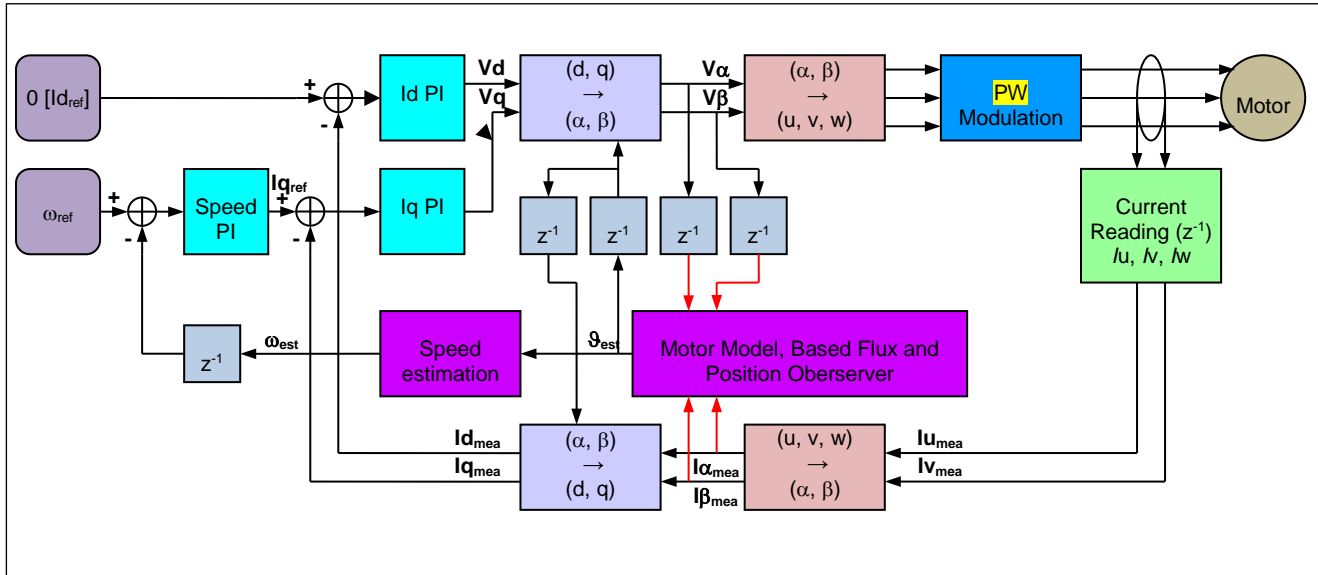 0 [Idref]
+
-
Id PI
Vd
Vq
(d, q)
→
(α, β)
Vα
Vβ
(α, β)
→
(u, v, w)
PW
Modulation
Motor
ωref
+
-
Speed
PI
Iqref
+
-
Iq PI
z-1
z-1
z-1
z-1
Current
Reading (z-1)
Iu, Iv, Iw
z-1
ωest
Speed
estimation
ϑest
Motor Model, Based Flux and
Position Oberserver
Idmea
Iqmea
(α, β)
→
(d, q)
Iαmea
Iβmea
(u, v, w)
→
(α, β)
Iumea
Ivmea